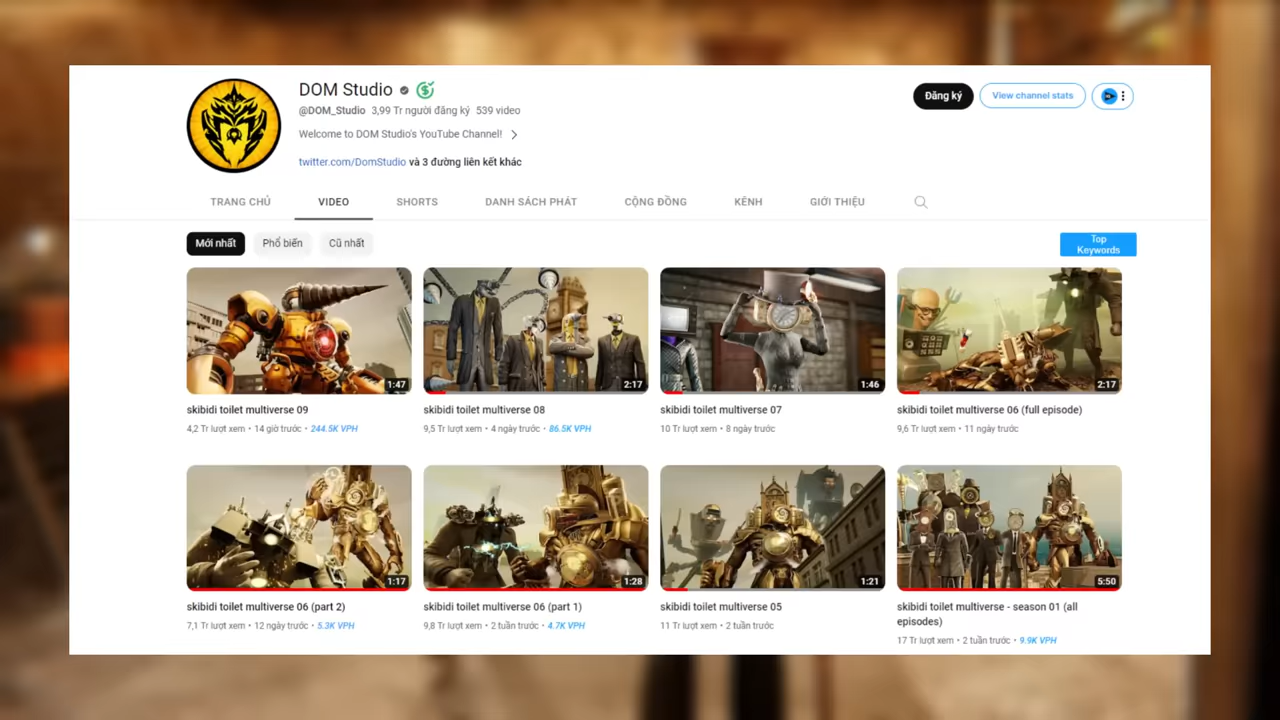 DOM Studio
Đăng ký
View channel stats
@DOM_Studio 3,99 Tr người đăng ký 539 video
Welcome to DOM Studio's YouTube Channel!
twitter.com/DomStudio và 3 đường liên kết khác
TRANG CHỦ VIDEO SHORTS DANH SÁCH PHÁT CỘNG ĐỒNG KÊNH GIỚI THIỆU
Mới nhất Phổ biến Cũ nhất
Top
Keywords
1:47 2:17 1:46 2:17
skibidi toilet multiverse 09
4,2 Tr lượt xem • 14 giờ trước • 244.5K VPH
skibidi toilet multiverse 08
9,5 Tr lượt xem • 4 ngày trước • 86.5K VPH
skibidi toilet multiverse 07
10 Tr lượt xem • 8 ngày trước
skibidi toilet multiverse 06 (full episode)
9,6 Tr lượt xem • 11 ngày trước
1:17 1:28 1:21 5:50
skibidi toilet multiverse 06 (part 2)
7,1 Tr lượt xem • 12 ngày trước • 5.3K VPH
skibidi toilet multiverse 06 (part 1)
9,8 Tr lượt xem • 2 tuần trước • 4.7K VPH
skibidi toilet multiverse 05
11 Tr lượt xem • 2 tuần trước
skibidi toilet multiverse - season 01 (all
episodes)
17 Tr lượt xem • 2 tuần trước • 9.9K VPH